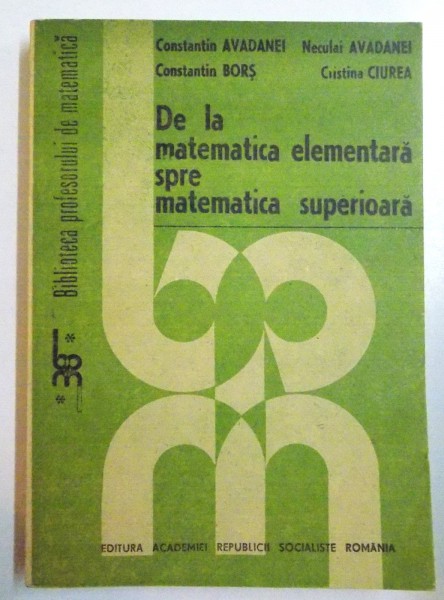 Constantin AVADANEI Neculai AVADANEI
Constantin BORŞ Cristina CIUREA
De la
matematica elementară
spre
matematica superioară
Biblioteca profesorului de matematică
EDITURA ACADEMIEI REPUBLICII SOCIALISTE ROMÂNIA